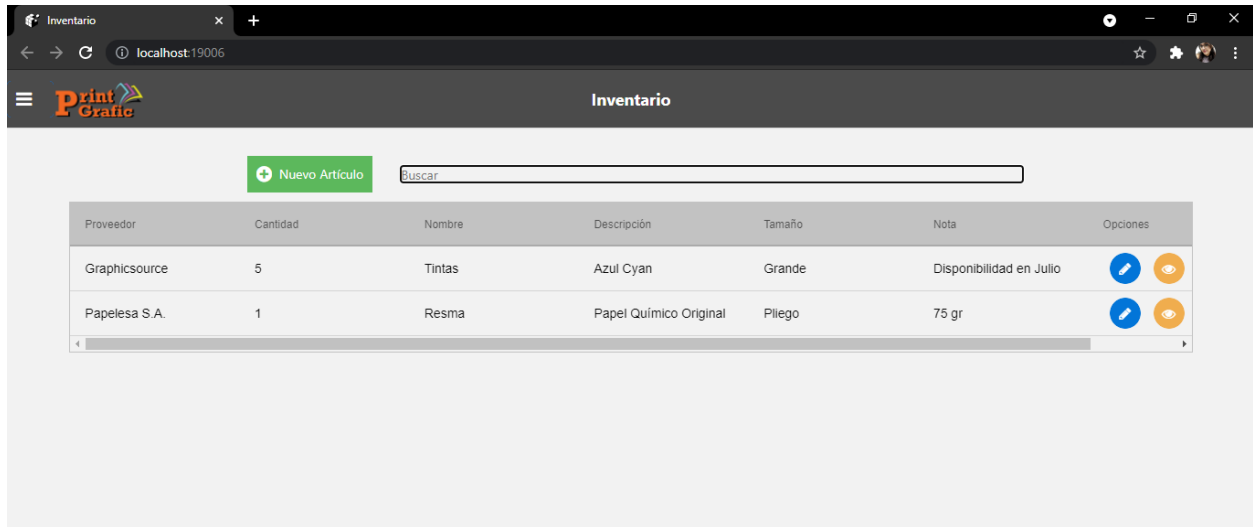 Inventario
localhost:19006
Print Grafic
Inventario
Nuevo Artículo
Buscar
Proveedor Cantidad Nombre Descripción Tamaño Nota Opciones
Graphicsource 5 Tintas Azul Cyan Grande Disponibilidad en Julio
Papelesa S.A. 1 Resma Papel Químico Original Pliego 75 gr